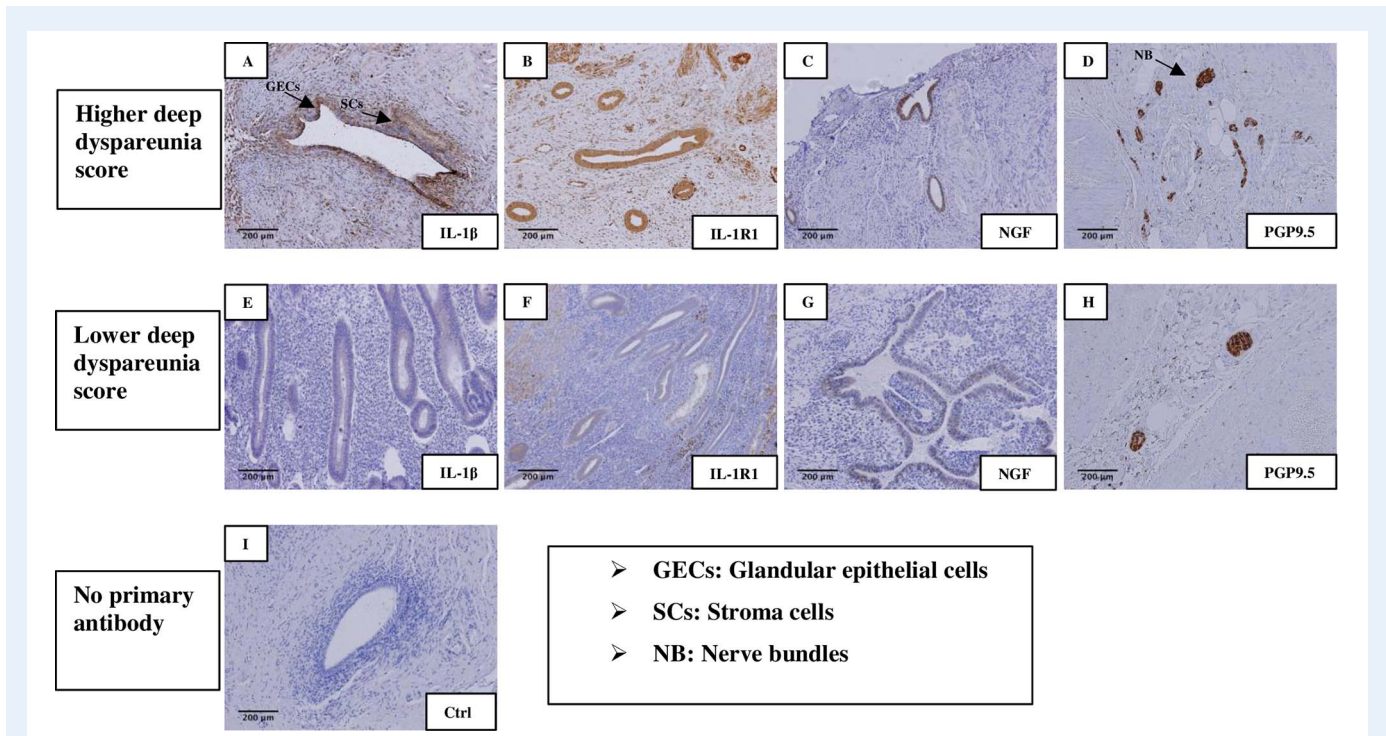 Higher deep
dyspareunia
score
A
GECs
SCs
200 µm
IL-1β
B
200 µm
IL-1R1
C
200 µm
NGF
D
NB
200 µm
PGP9.5
Lower deep
dyspareunia
score
E
200 µm
IL-1β
F
200 µm
IL-1R1
G
200 µm
NGF
H
200 µm
PGP9.5
No primary
antibody
I
200 µm
Ctrl
➢ GECs: Glandular epithelial cells
➢ SCs: Stroma cells
➢ NB: Nerve bundles